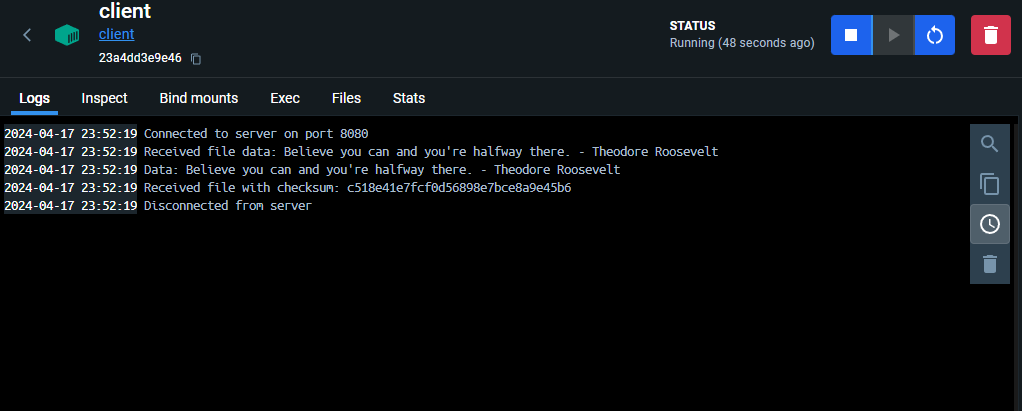 client
client
23a4dd3e9e46
STATUS
Running (48 seconds ago)
Logs Inspect Bind mounts Exec Files Stats
2024-04-17 23:52:19 Connected to server on port 8080
2024-04-17 23:52:19 Received file data: Believe you can and you're halfway there. - Theodore Roosevelt
2024-04-17 23:52:19 Data: Believe you can and you're halfway there. - Theodore Roosevelt
2024-04-17 23:52:19 Received file with checksum: c518e41e7fcf0d56898e7bce8a9e45b6
2024-04-17 23:52:19 Disconnected from server